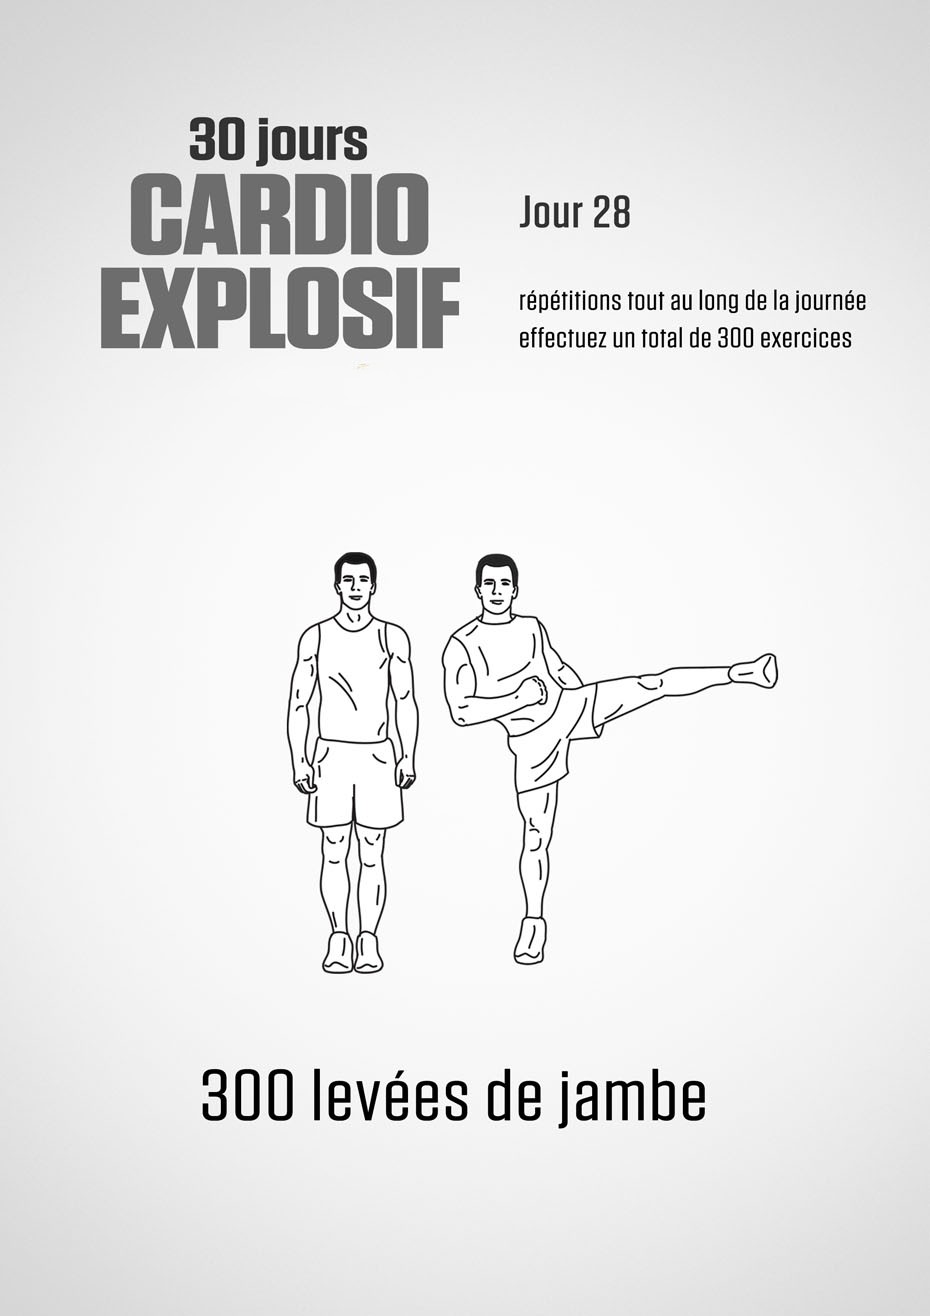 30 jours
CARDIO
EXPLOSIF
Jour 28
répétitions tout au long de la journée
effectuez un total de 300 exercices
300 levées de jambe